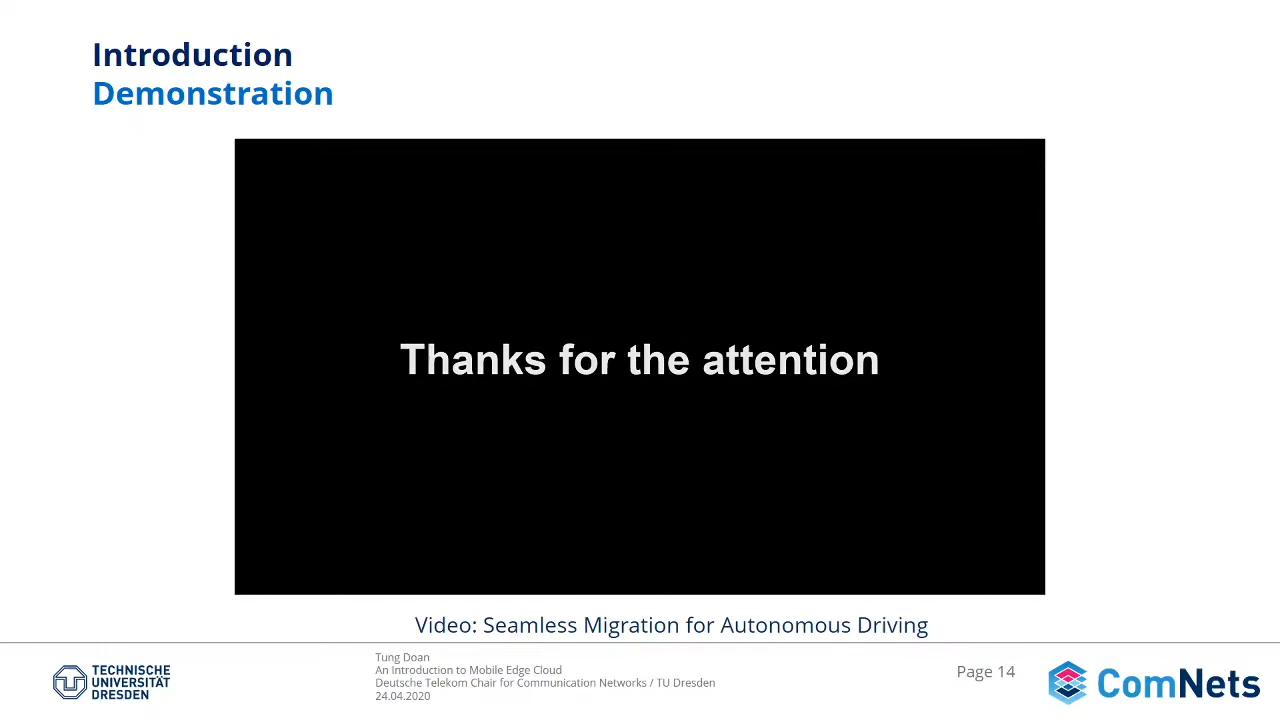 Introduction
Demonstration
Thanks for the attention
Video: Seamless Migration for Autonomous Driving
TECHNISCHE
UNIVERSITÄT
DRESDEN
Tung Doan
An Introduction to Mobile Edge Cloud
Deutsche Telekom Chair for Communication Networks / TU Dresden
24.04.2020
Page 14
ComNets